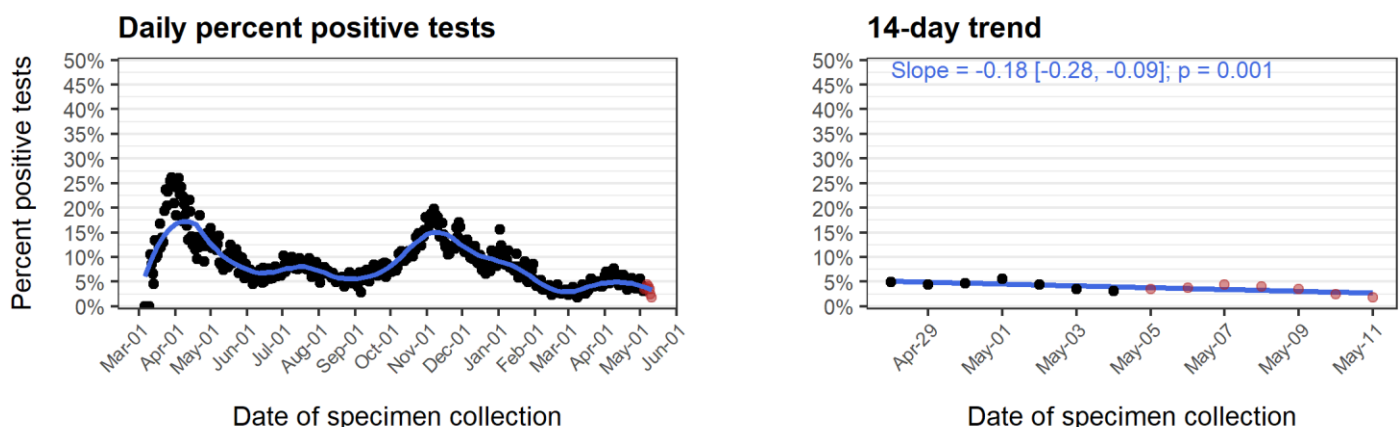 Daily percent positive tests
Percent positive tests
50%
45%
40%
35%
30%
25%
20%
15%
10%
5%
0%
Mar-01
Apr-01
May-01
Jun-01
Jul-01
Aug-01
Sep-01
Oct-01
Nov-01
Dec-01
Jan-01
Feb-01
Mar-01
Apr-01
May-01
Jun-01
Date of specimen collection
14-day trend
Slope = -0.18 [-0.28, -0.09]; p = 0.001
50%
45%
40%
35%
30%
25%
20%
15%
10%
5%
0%
Apr-29
May-01
May-03
May-05
May-07
May-09
May-11
Date of specimen collection